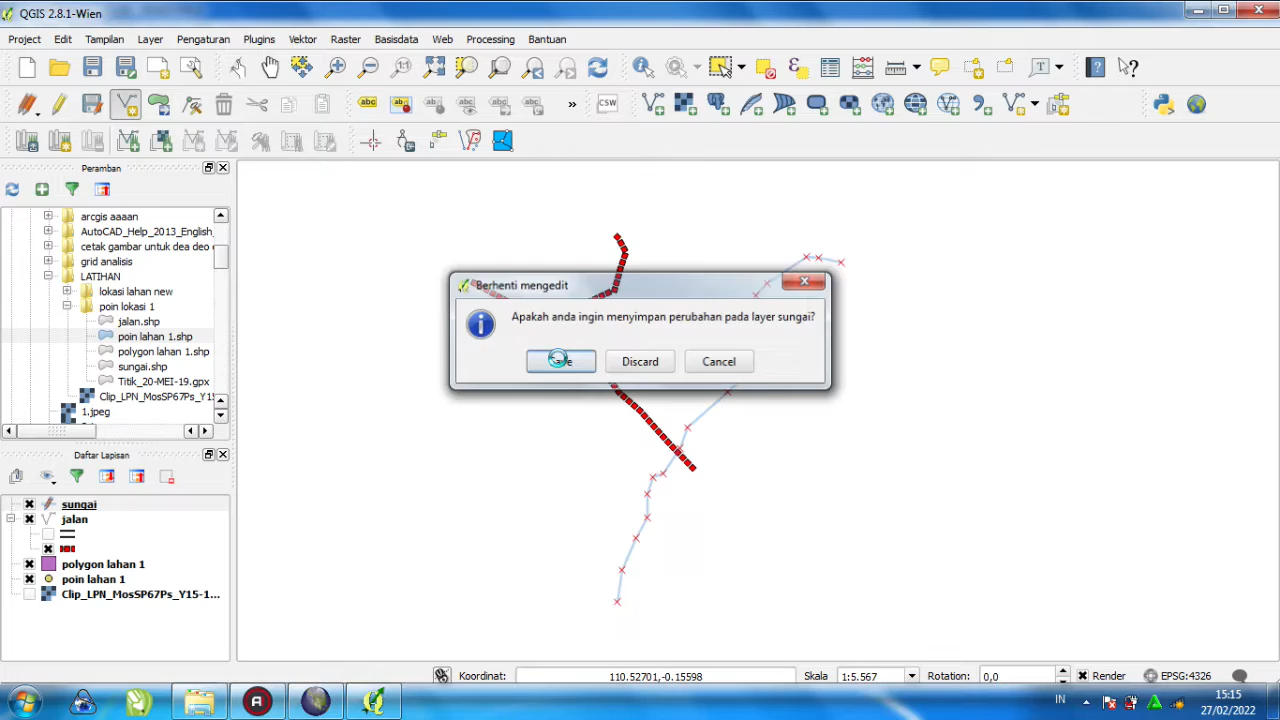 QGIS 2.8.1-Wien
Project Edit Tampilan Layer Pengaturan Plugins Vektor Raster Basisdata Web Processing Bantuan
Peramban
arcgis aaaan
AutoCAD_Help_2013_English_
cetak gambar untuk dea deo
grid analisis
LATIHAN
lokasi lahan new
poin lokasi 1
jalan.shp
poin lahan 1.shp
polygon lahan 1.shp
sungai.shp
Titik_20-MEI-19.gpx
Clip_LPN_MosSP67Ps_Y15
1.jpeg
Daftar Lapisan
sungai
jalan
polygon lahan 1
poin lahan 1
Clip_LPN_MosSP67Ps_Y15-1...
Berhenti mengedit
Apakah anda ingin menyimpan perubahan pada layer sungai?
Discard Cancel
Koordinat: 110.52701,-0.15598 Skala 1:5.567 Rotation: 0,0 Render EPSG:4326
IN
15:15
27/02/2022